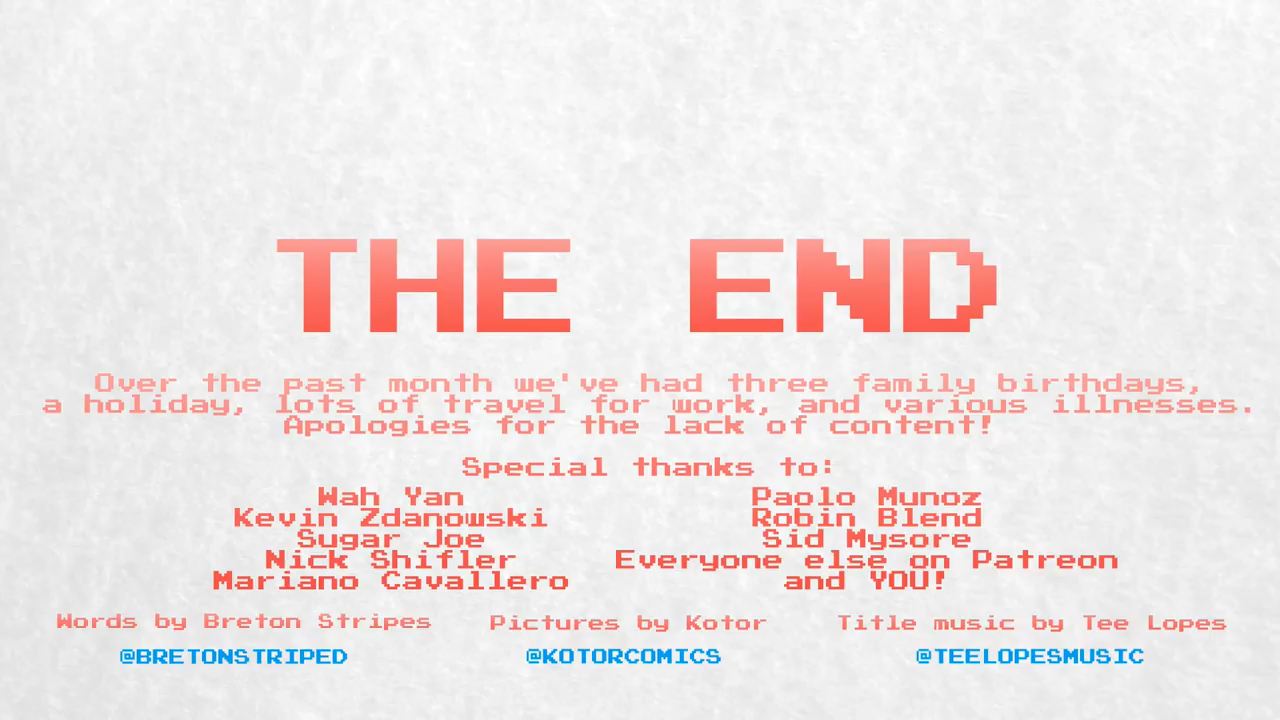 THE END
Over the past month we've had three family birthdays,
a holiday, lots of travel for work, and various illnesses.
Apologies for the lack of content!
Special thanks to:
Wah Yan
Kevin Zdanowski
Sugar Joe
Nick Shifler
Mariano Cavallero
Paolo Munoz
Robin Blend
Sid Mysore
Everyone else on Patreon
and YOU!
Words by Breton Stripes
@BRETONSTRIPED
Pictures by Kotor
@KOTORCOMICS
Title music by Tee Lopes
@TEELOPESMUSIC